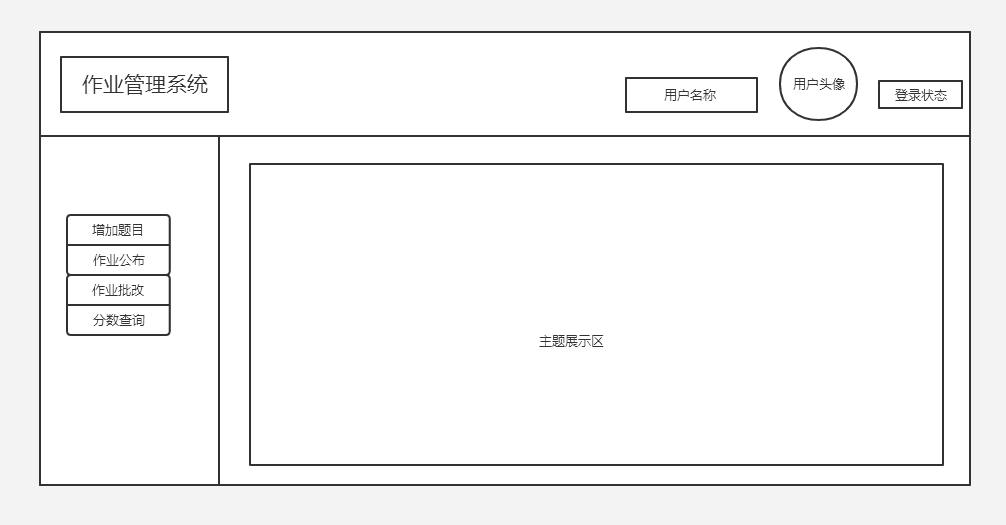 作业管理系统
用户名称
用户头像
登录状态
增加题目
作业公布
作业批改
分数查询
主题展示区